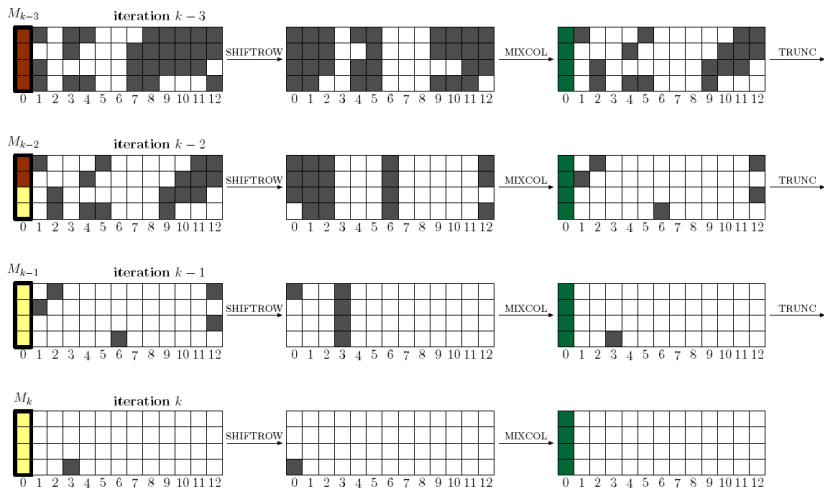 M_{k−3} iteration k − 3
SHIFTROW MIXCOL TRUNC
0 1 2 3 4 5 6 7 8 9 10 11 12 0 1 2 3 4 5 6 7 8 9 10 11 12 0 1 2 3 4 5 6 7 8 9 10 11 12
M_{k−2} iteration k − 2
SHIFTROW MIXCOL TRUNC
0 1 2 3 4 5 6 7 8 9 10 11 12 0 1 2 3 4 5 6 7 8 9 10 11 12 0 1 2 3 4 5 6 7 8 9 10 11 12
M_{k−1} iteration k − 1
SHIFTROW MIXCOL TRUNC
0 1 2 3 4 5 6 7 8 9 10 11 12 0 1 2 3 4 5 6 7 8 9 10 11 12 0 1 2 3 4 5 6 7 8 9 10 11 12
M_k iteration k
SHIFTROW MIXCOL
0 1 2 3 4 5 6 7 8 9 10 11 12 0 1 2 3 4 5 6 7 8 9 10 11 12 0 1 2 3 4 5 6 7 8 9 10 11 12